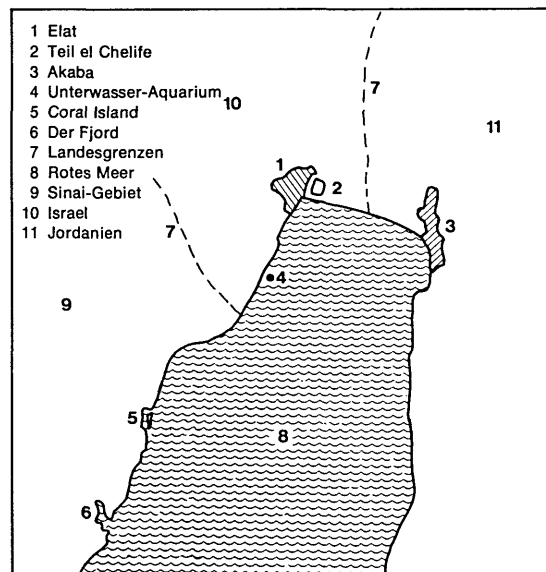 1 Elat
2 Teil el Chelife
3 Akaba
4 Unterwasser-Aquarium
5 Coral Island
6 Der Fjord
7 Landesgrenzen
8 Rotes Meer
9 Sinai-Gebiet
10 Israel
11 Jordanien
7
10
11
1
2
3
7
4
9
5
8
6